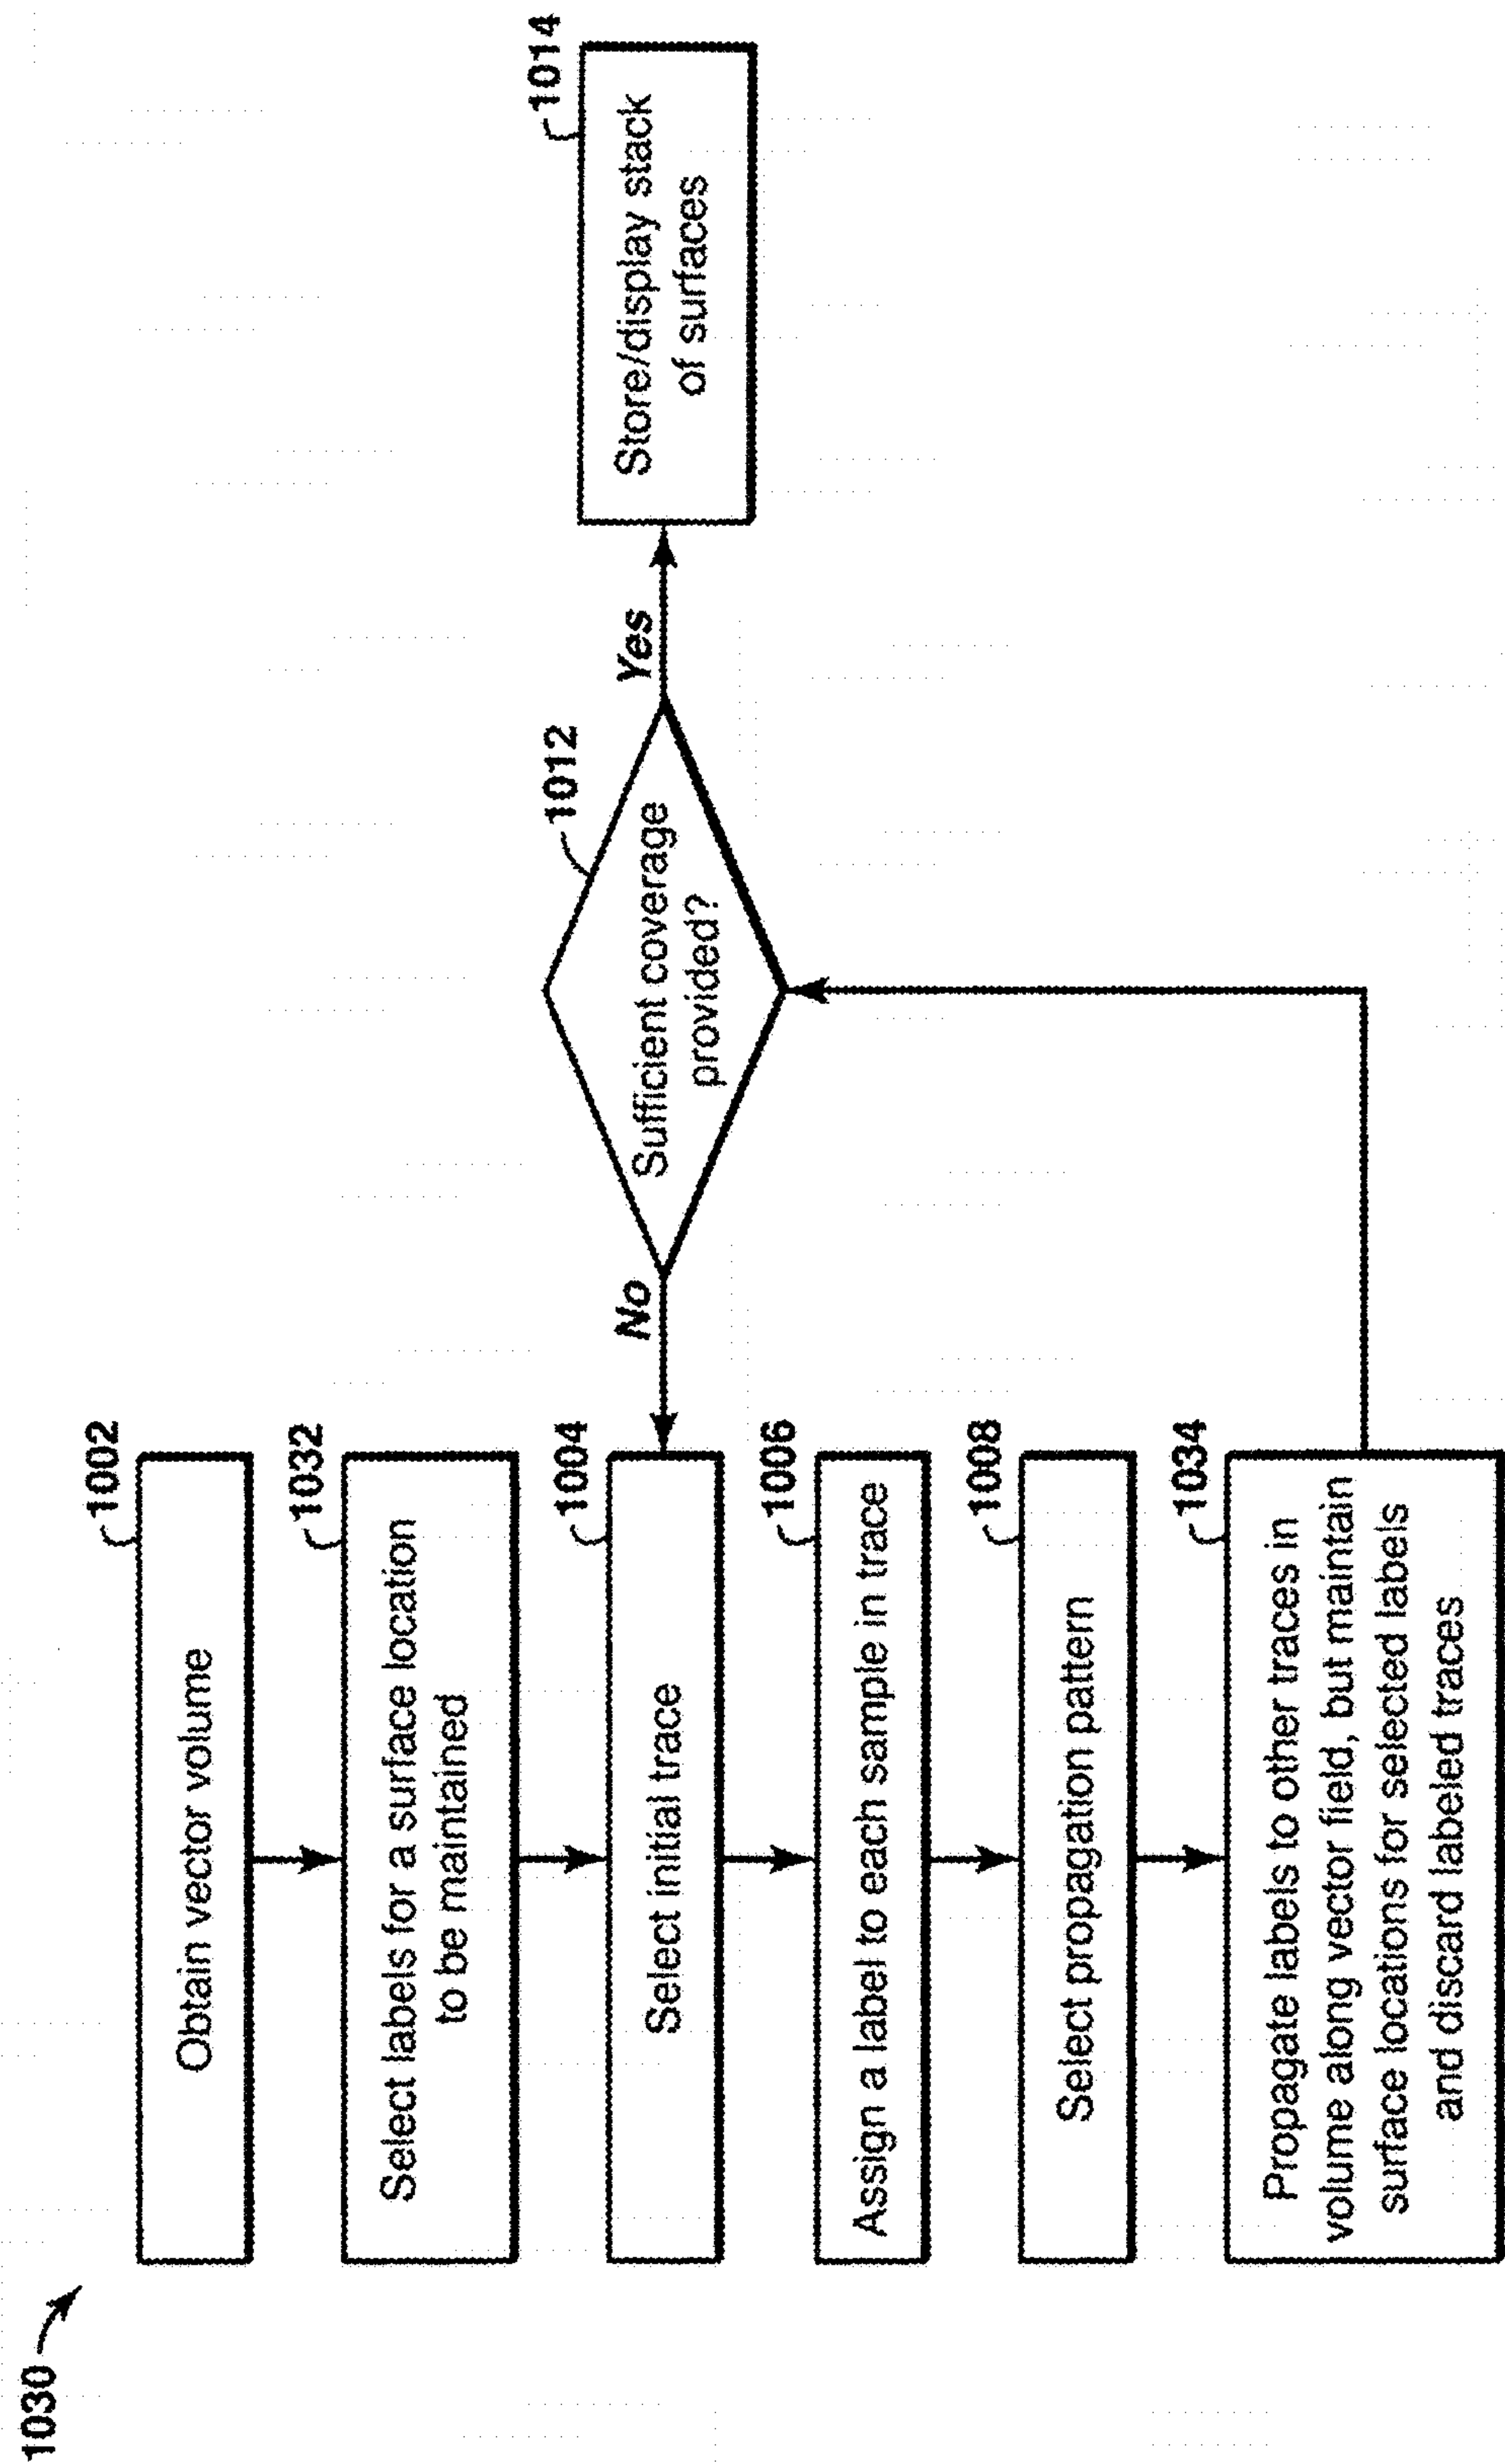 1030
1002
Obtain vector volume
1032
Select labels for a surface location
to be maintained
1004
Select initial trace
1006
Assign a label to each sample in trace
1008
Select propagation pattern
1034
Propagate labels to other traces in
volume along vector field, but maintain
surface locations for selected labels
and discard labeled traces
No
1012
Sufficient coverage
provided?
Yes
1014
Store/display stack
of surfaces